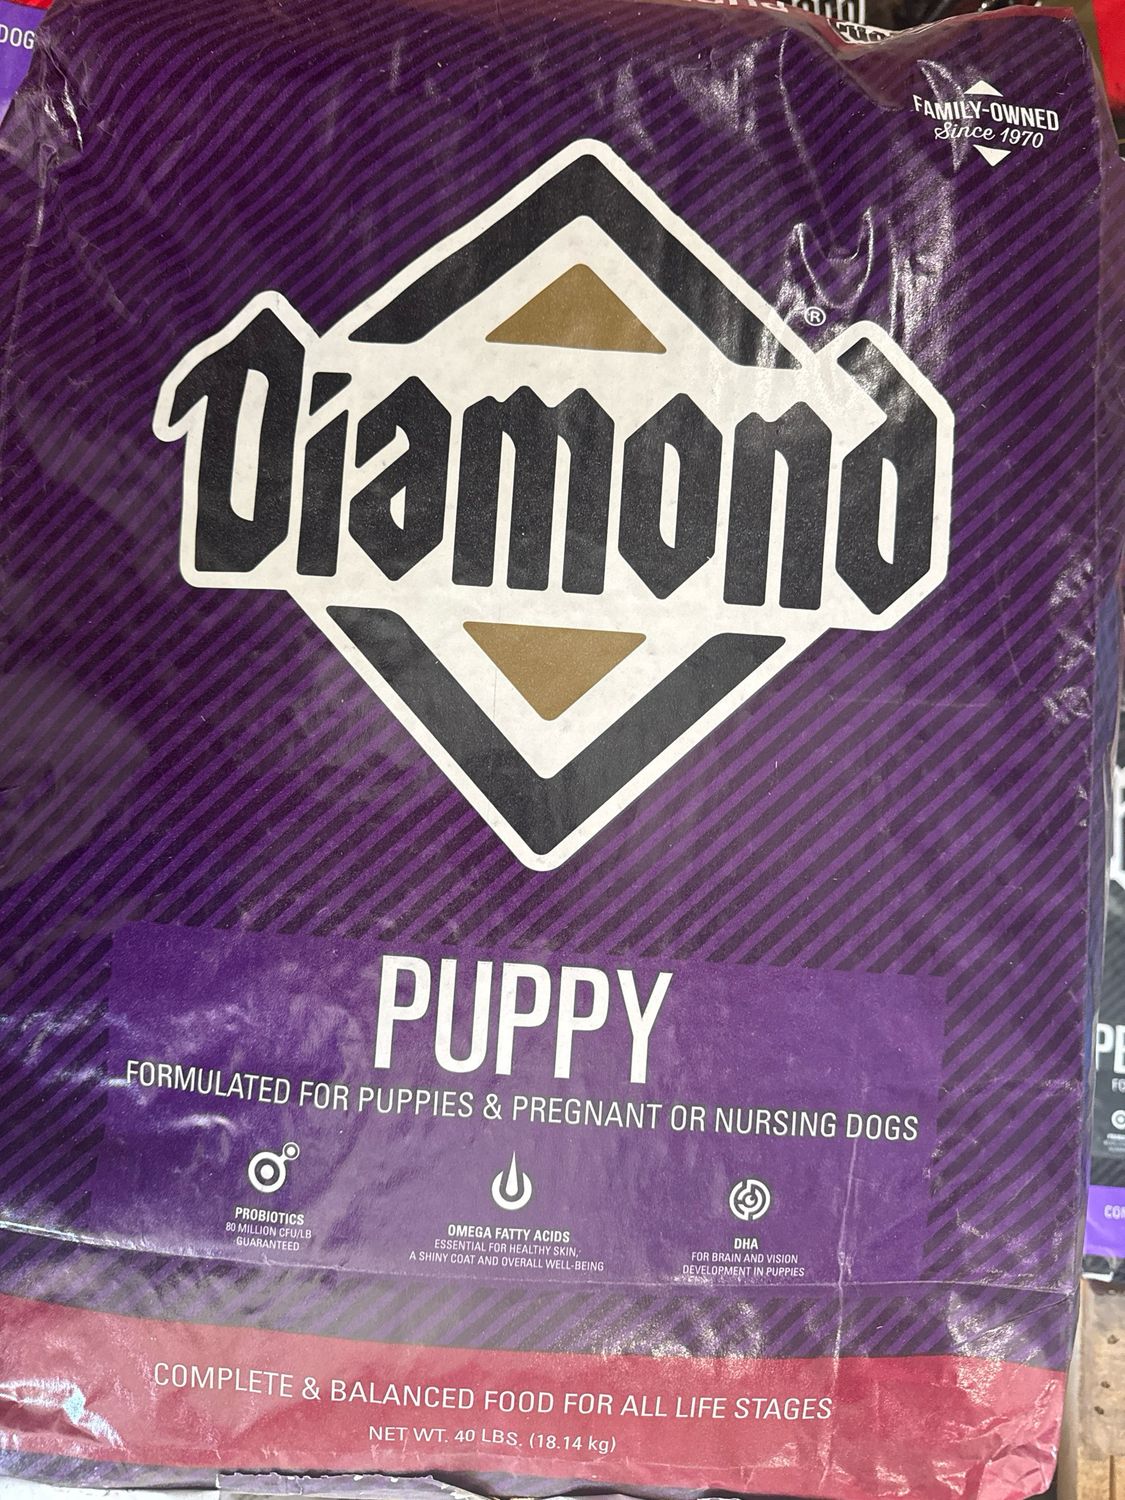 DOG
FAMILY-OWNED
Since 1970
Diamond®
PUPPY
FORMULATED FOR PUPPIES & PREGNANT OR NURSING DOGS
PROBIOTICS
80 MILLION CFU/LB
GUARANTEED
OMEGA FATTY ACIDS
ESSENTIAL FOR HEALTHY SKIN,
A SHINY COAT AND OVERALL WELL-BEING
DHA
FOR BRAIN AND VISION
DEVELOPMENT IN PUPPIES
COMPLETE & BALANCED FOOD FOR ALL LIFE STAGES
NET WT. 40 LBS. (18.14 kg)